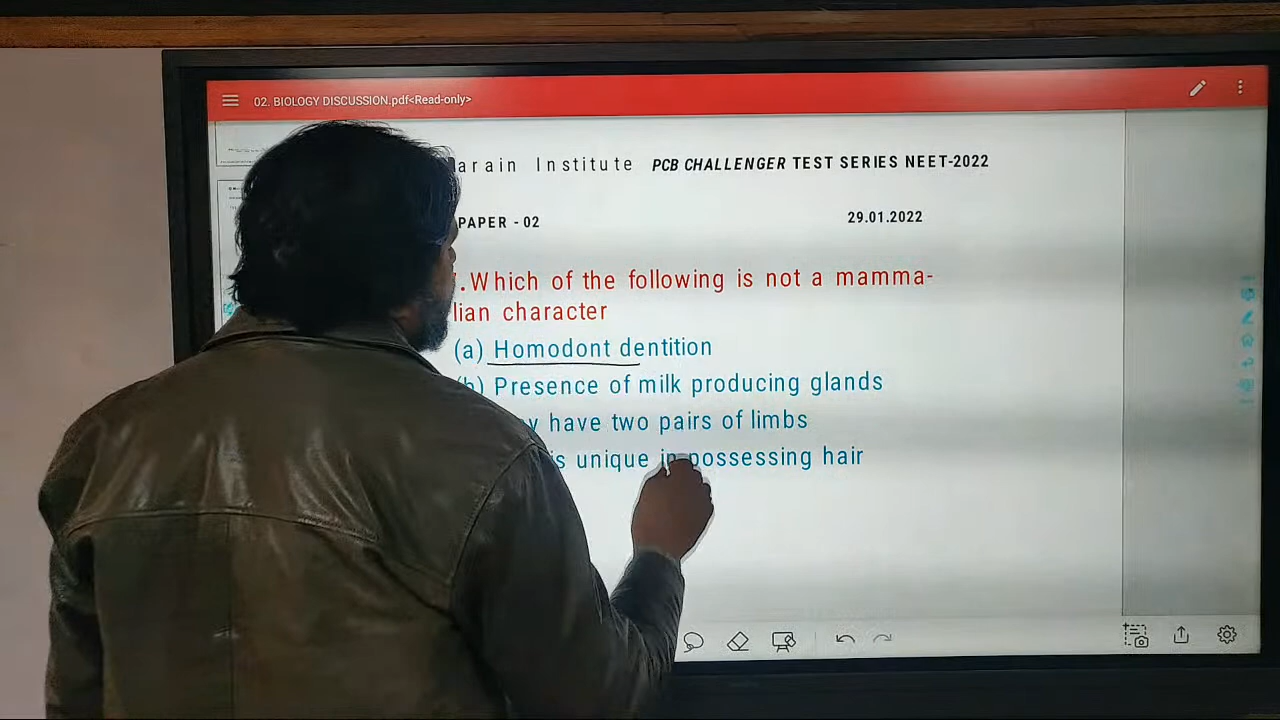 02. BIOLOGY DISCUSSION.pdf<Read-only>
Institute PCB CHALLENGER TEST SERIES NEET-2022
PAPER - 02
29.01.2022
Which of the following is not a mamma-
lian character
(a) Homodont dentition
(b) Presence of milk producing glands
have two pairs of limbs
is unique in possessing hair